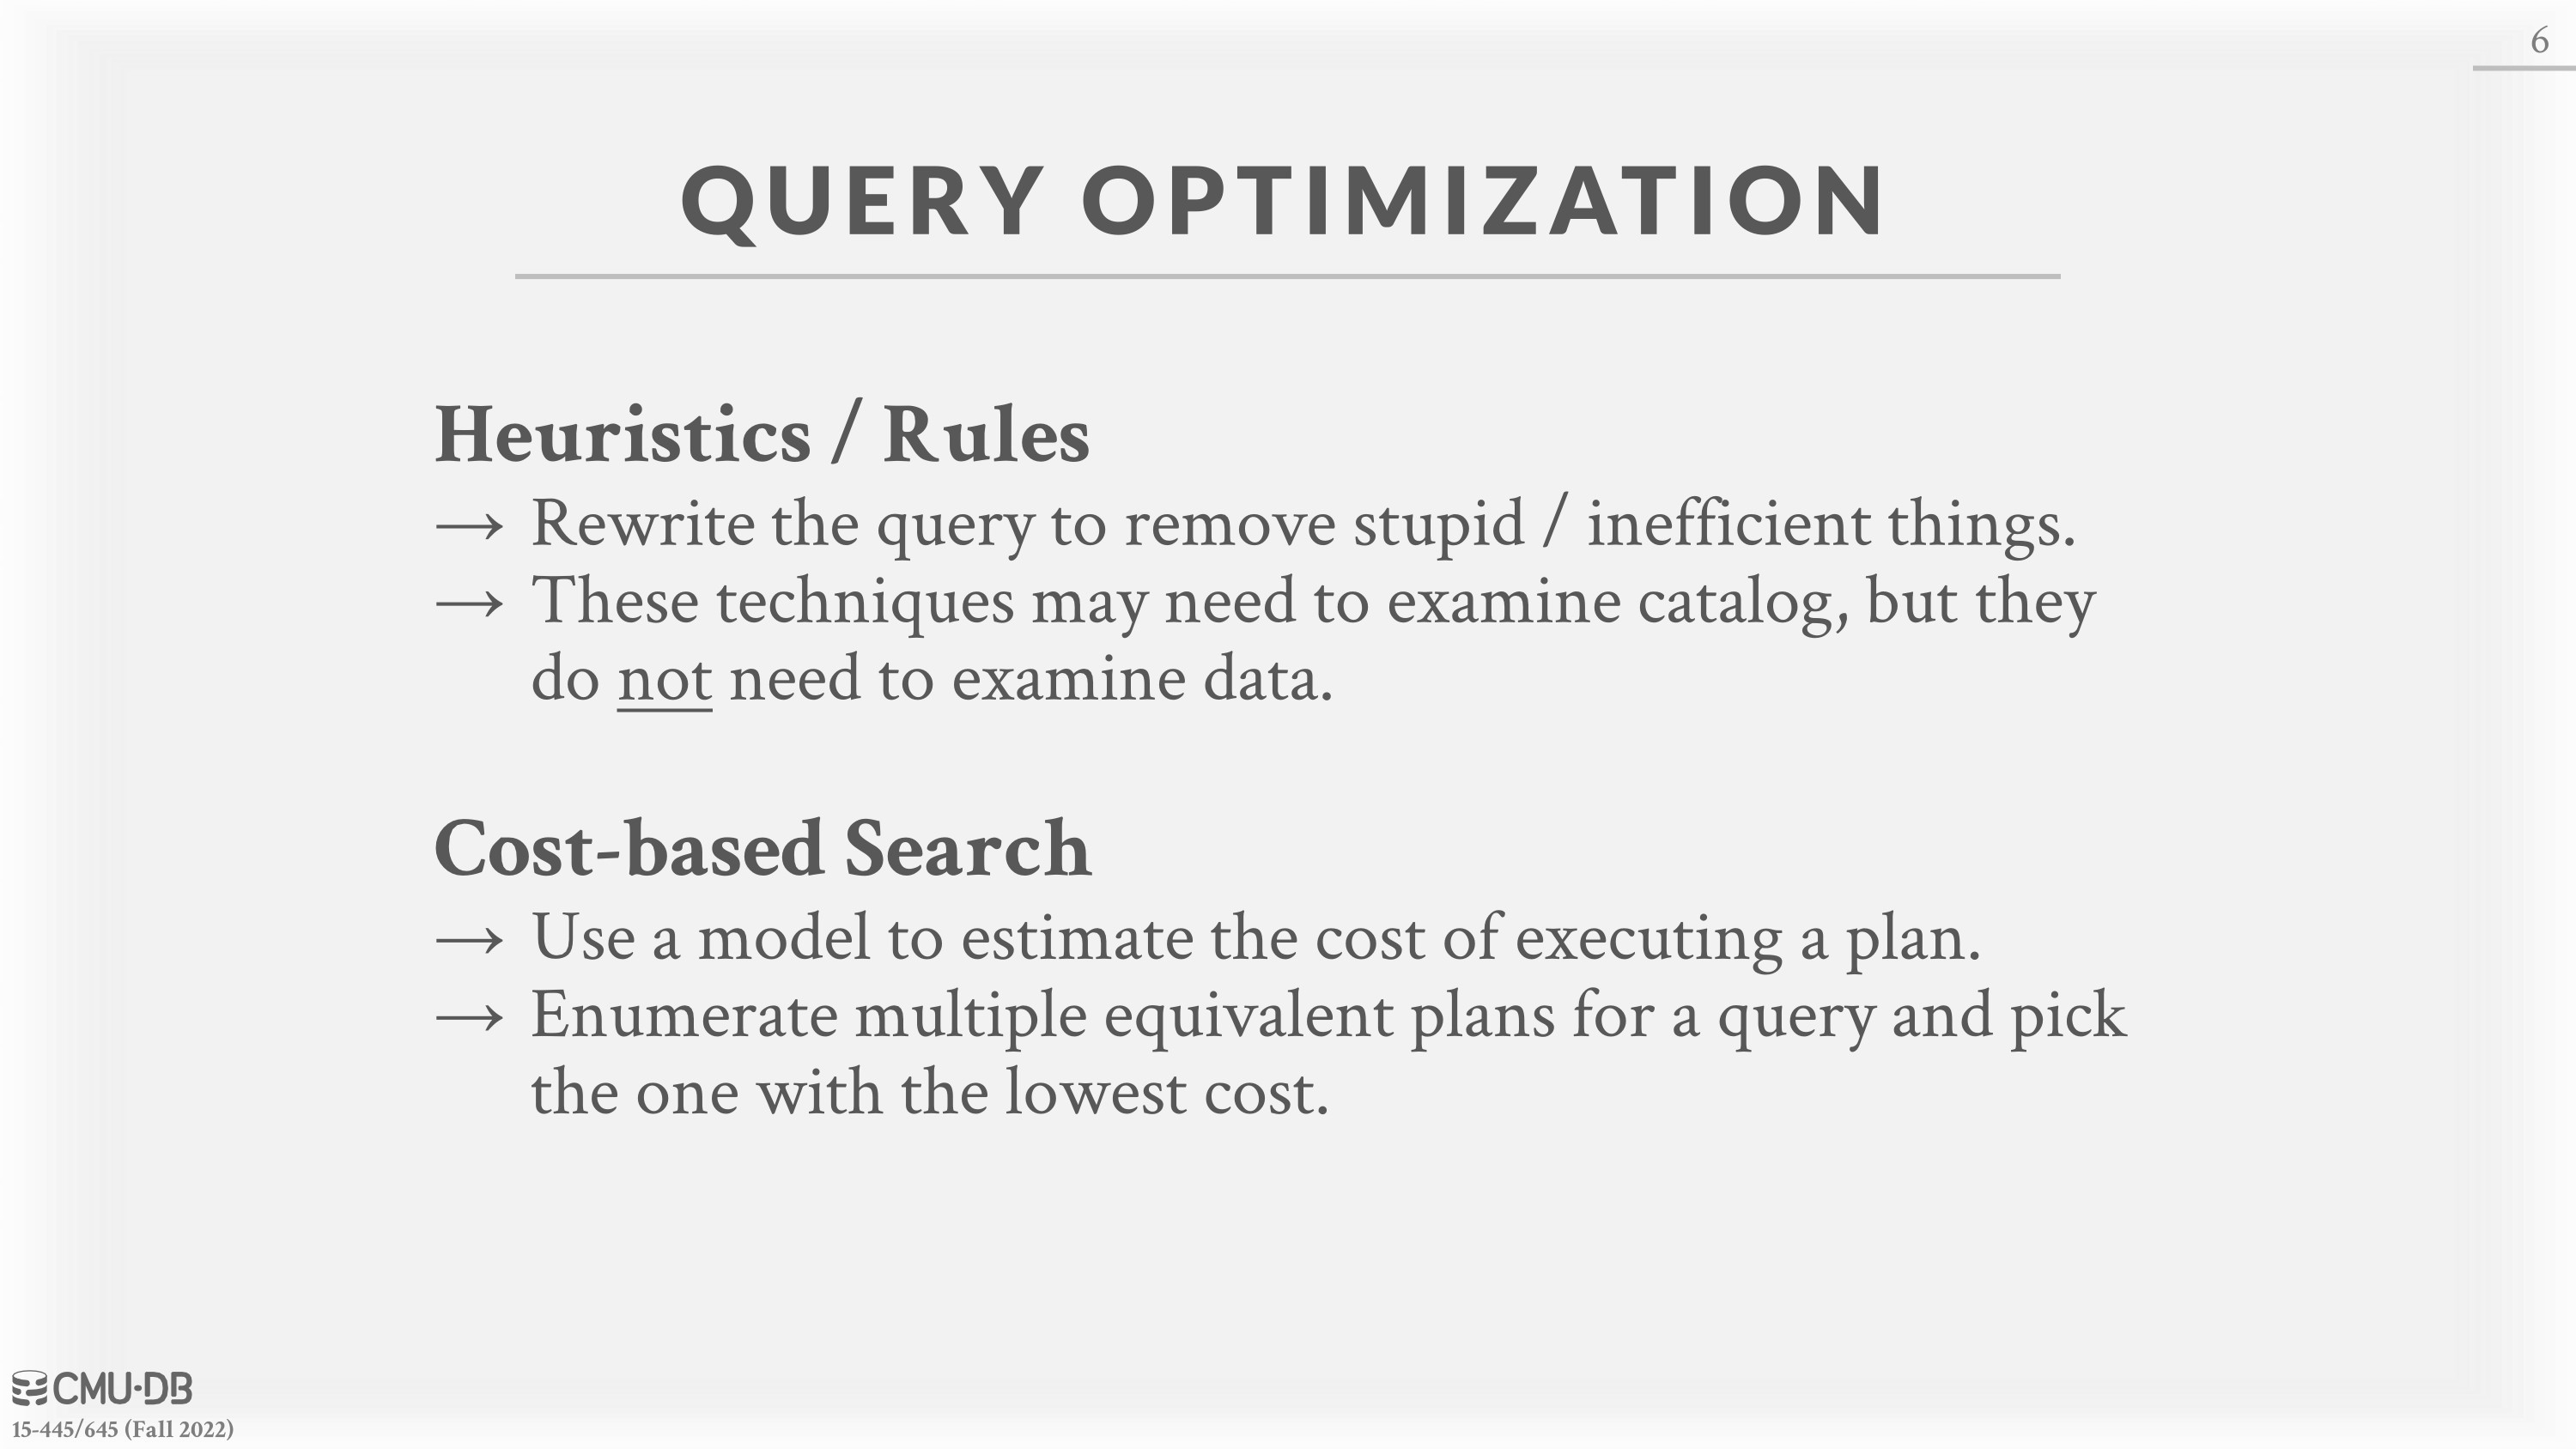 6
QUERY OPTIMIZATION
Heuristics / Rules
→ Rewrite the query to remove stupid / inefficient things.
→ These techniques may need to examine catalog, but they
do not need to examine data.
Cost-based Search
→ Use a model to estimate the cost of executing a plan.
→ Enumerate multiple equivalent plans for a query and pick
the one with the lowest cost.
CMU·DB
15-445/645 (Fall 2022)